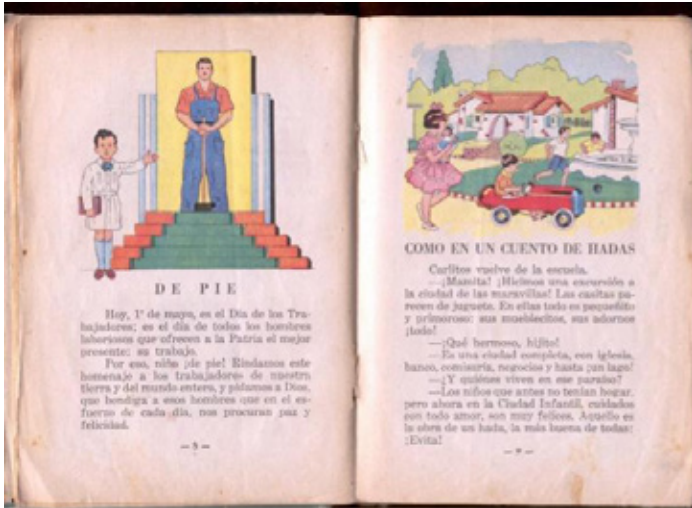 DE PIE
Hoy, 1º de mayo, es el Día de los Tra-
bajadores; es el día de todos los hombres
laboriosos que ofrecen a la Patria el mejor
presente: su trabajo.
Por eso, niño ¡de pie! Rindamos este
homenaje a los trabajadores de nuestra
tierra y del mundo entero, y pidamos a Dios,
que bendiga a esos hombres que en el es-
fuerzo de cada día, nos procuran paz y
felicidad.
— 8 —
COMO EN UN CUENTO DE HADAS
Carlitos vuelve de la escuela.
—¡Mamita! ¡Hicimos una excursión a
la ciudad de las maravillas! Las casitas pa-
recen de juguete. En ellas todo es pequeñito
y primoroso: sus mueblecitos, sus adornos
¡todo!
—¡Qué hermoso, hijito!
—Es una ciudad completa, con iglesia,
banco, comisaría, negocios y hasta ¡un lago!
—¿Y quiénes viven en ese paraíso?
—Los niños que antes no tenían hogar,
pero ahora en la Ciudad Infantil, cuidados
con todo amor, son muy felices. Aquello es
la obra de un hada, la más buena de todas:
¡Evita!
— 9 —